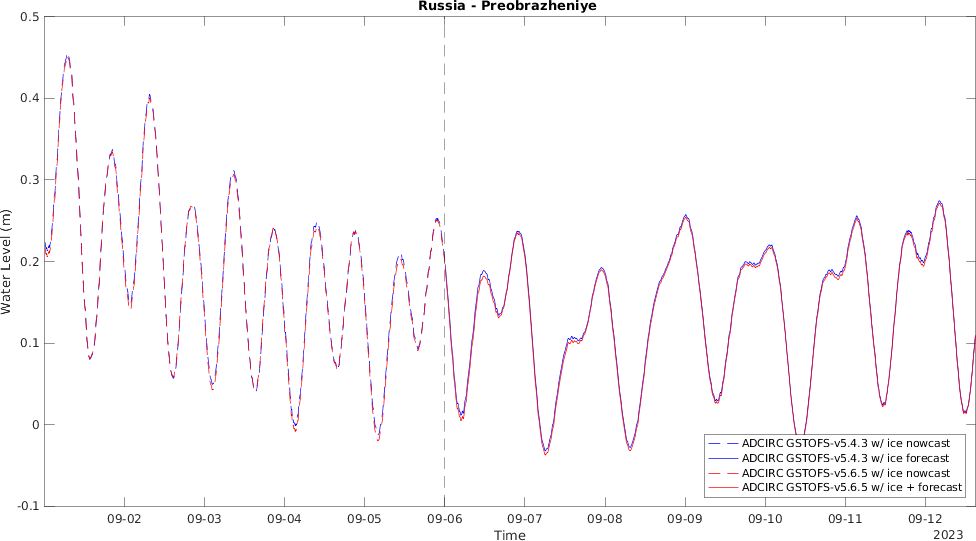 Russia - Preobrazheniye
Water Level (m)
0.5
0.4
0.3
0.2
0.1
0
-0.1
ADCIRC GSTOFS-v5.4.3 w/ ice nowcast
ADCIRC GSTOFS-v5.4.3 w/ ice forecast
ADCIRC GSTOFS-v5.6.5 w/ ice nowcast
ADCIRC GSTOFS-v5.6.5 w/ ice + forecast
09-02 09-03 09-04 09-05 09-06 09-07 09-08 09-09 09-10 09-11 09-12
Time
2023